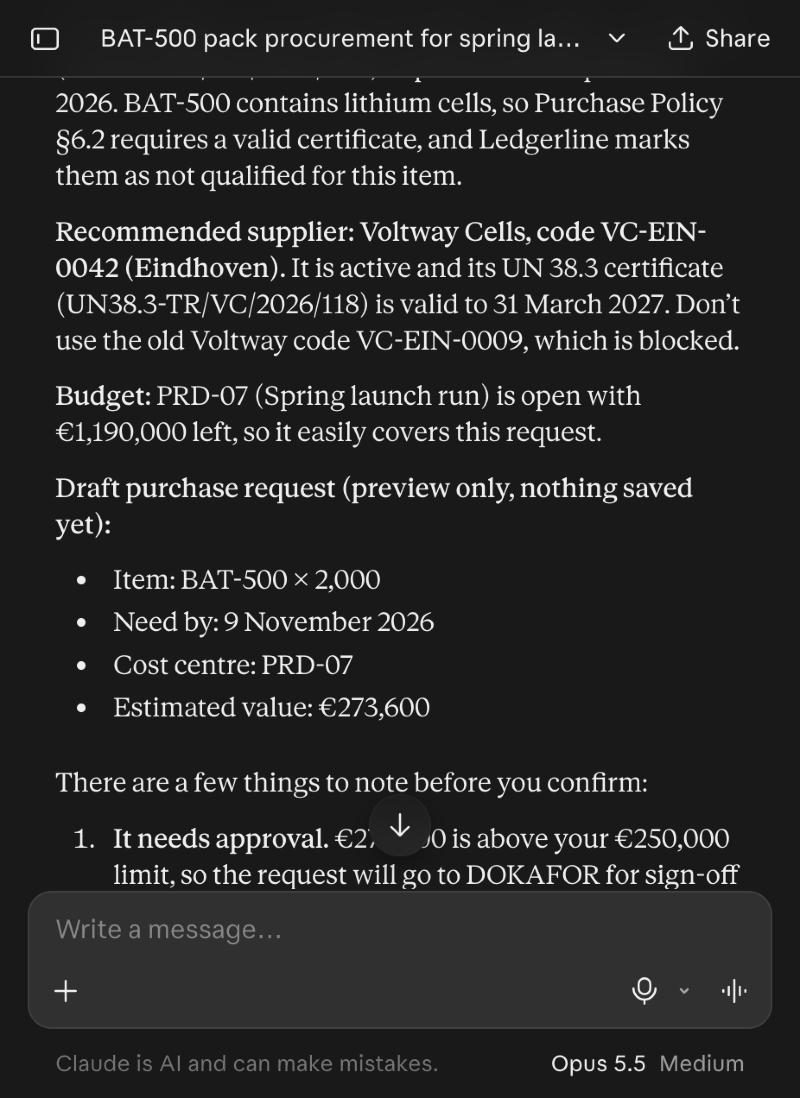 BAT-500 pack procurement for spring la...
Share
2026. BAT-500 contains lithium cells, so Purchase Policy
§6.2 requires a valid certificate, and Ledgerline marks
them as not qualified for this item.
Recommended supplier: Voltway Cells, code VC-EIN-
0042 (Eindhoven). It is active and its UN 38.3 certificate
(UN38.3-TR/VC/2026/118) is valid to 31 March 2027. Don’t
use the old Voltway code VC-EIN-0009, which is blocked.
Budget: PRD-07 (Spring launch run) is open with
€1,190,000 left, so it easily covers this request.
Draft purchase request (preview only, nothing saved
yet):
• Item: BAT-500 × 2,000
• Need by: 9 November 2026
• Cost centre: PRD-07
• Estimated value: €273,600
There are a few things to note before you confirm:
1. It needs approval. is above your €250,000
limit, so the request will go to DOKAFOR for sign-off
Write a message...
Claude is AI and can make mistakes.
Opus 5.5 Medium